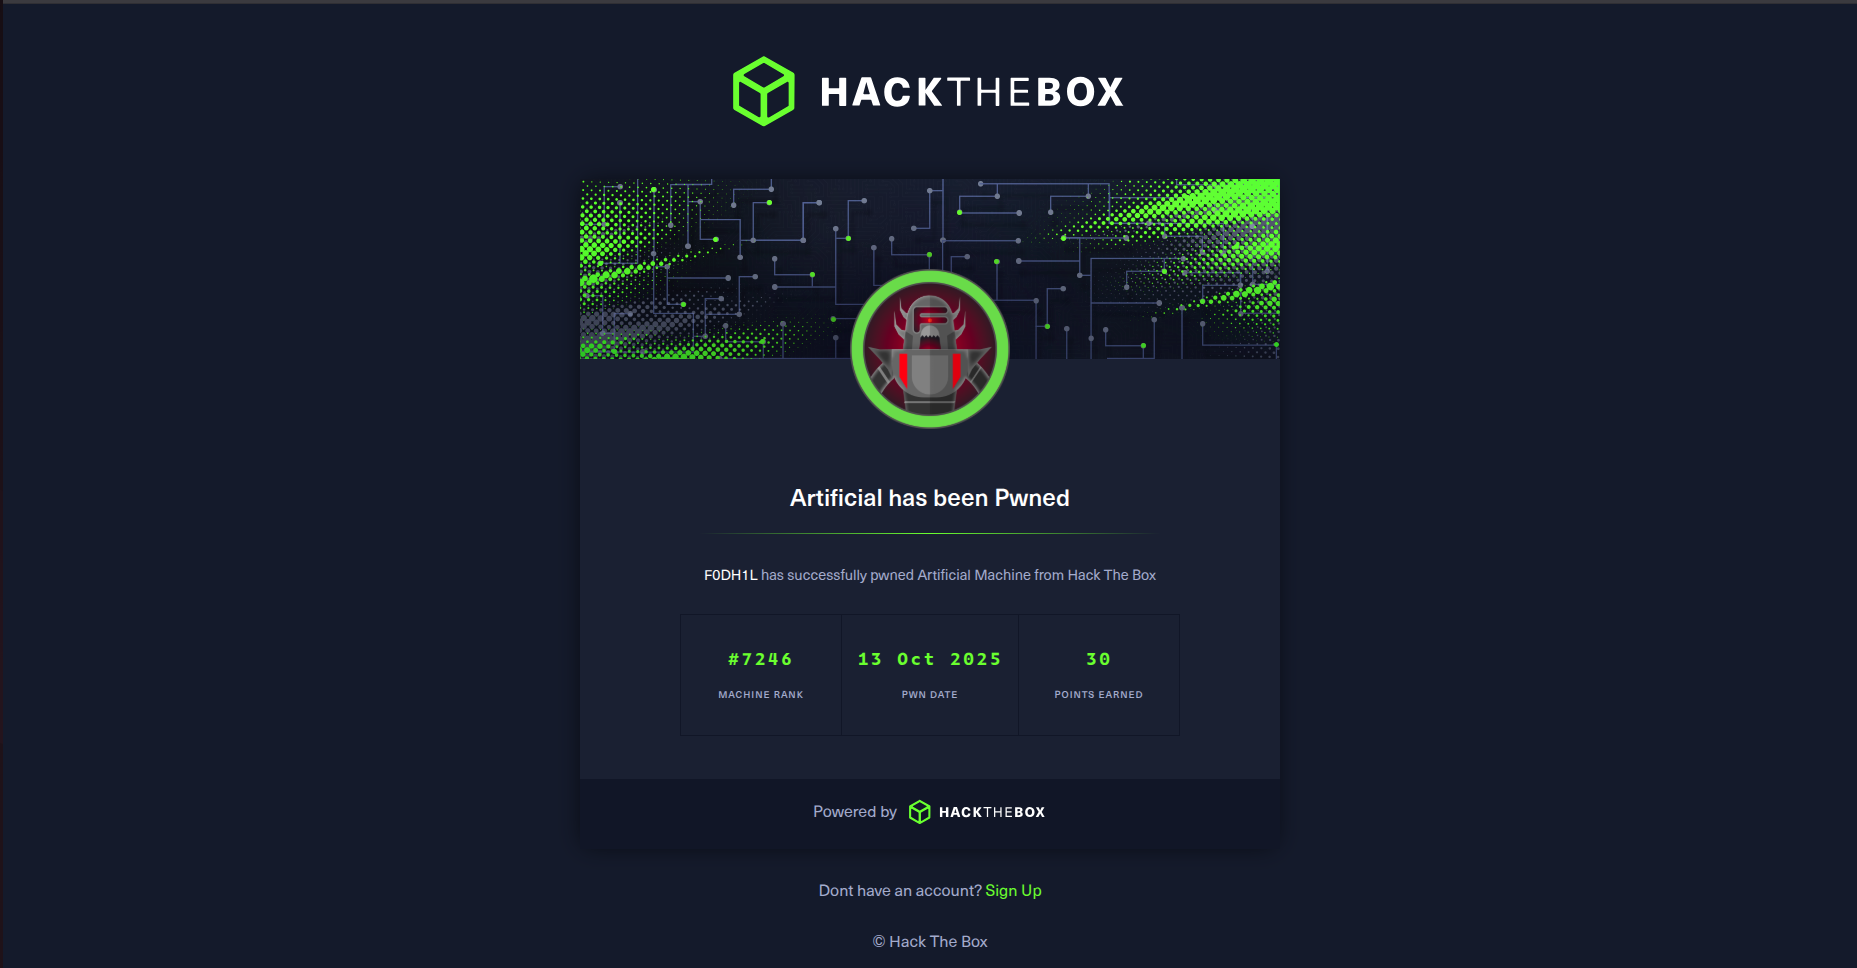 HACKTHEBOX
Artificial has been Pwned
F0DH1L has successfully pwned Artificial Machine from Hack The Box
#7246 13 Oct 2025 30
MACHINE RANK PWN DATE POINTS EARNED
Powered by HACKTHEBOX
Dont have an account? Sign Up
© Hack The Box